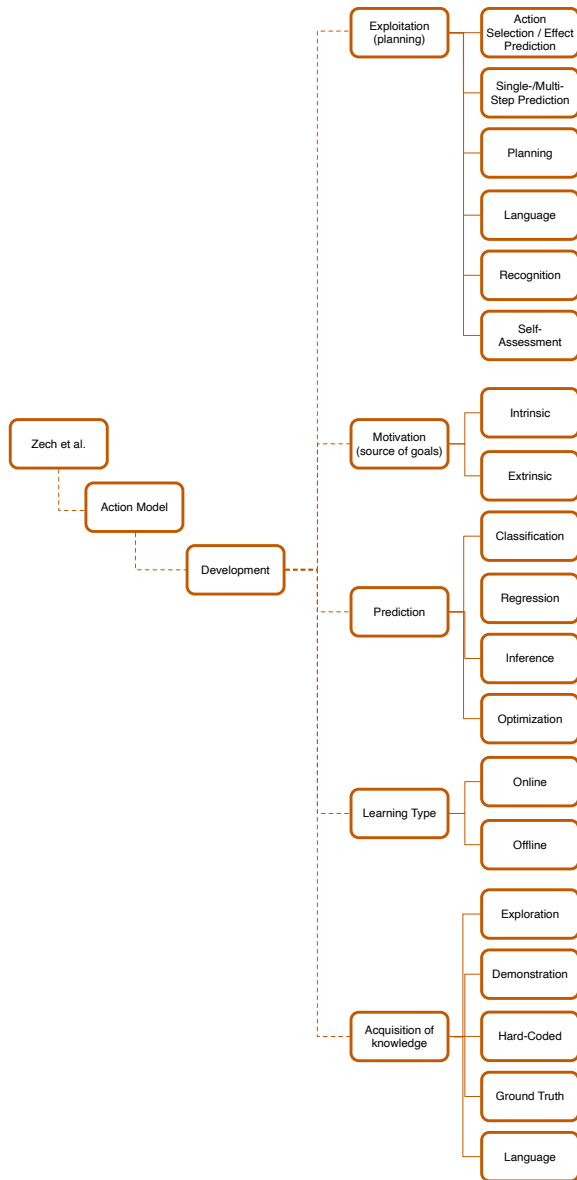 Zech et al.
Action Model
Development
Exploitation
(planning)
Action
Selection / Effect
Prediction
Single-/Multi-
Step Prediction
Planning
Language
Recognition
Self-
Assessment
Motivation
(source of goals)
Intrinsic
Extrinsic
Prediction
Classification
Regression
Inference
Optimization
Learning Type
Online
Offline
Acquisition of
knowledge
Exploration
Demonstration
Hard-Coded
Ground Truth
Language